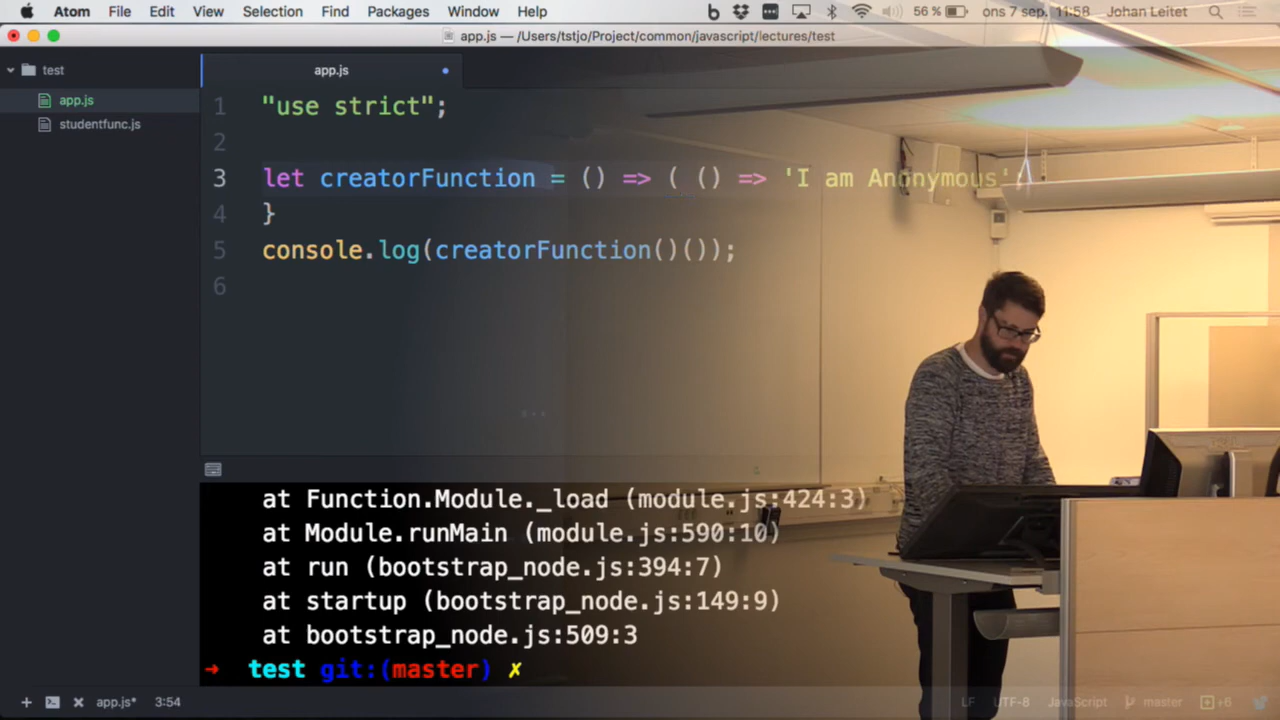 Atom File Edit View Selection Find Packages Window Help 56 % ons 7 sep. 11:58 Johan Leitet
app.js — /Users/tstjo/Project/common/javascript/lectures/test
test
app.js
studentfunc.js
app.js
1 "use strict";
2
3 let creatorFunction = () => ( () => 'I am Anonymous';
4 }
5 console.log(creatorFunction()());
6
at Function.Module._load (module.js:424:3)
at Module.runMain (module.js:590:10)
at run (bootstrap_node.js:394:7)
at startup (bootstrap_node.js:149:9)
at bootstrap_node.js:509:3
→ test git:(master) ✗
+ app.js* 3:54 LF UTF-8 JavaScript master +6